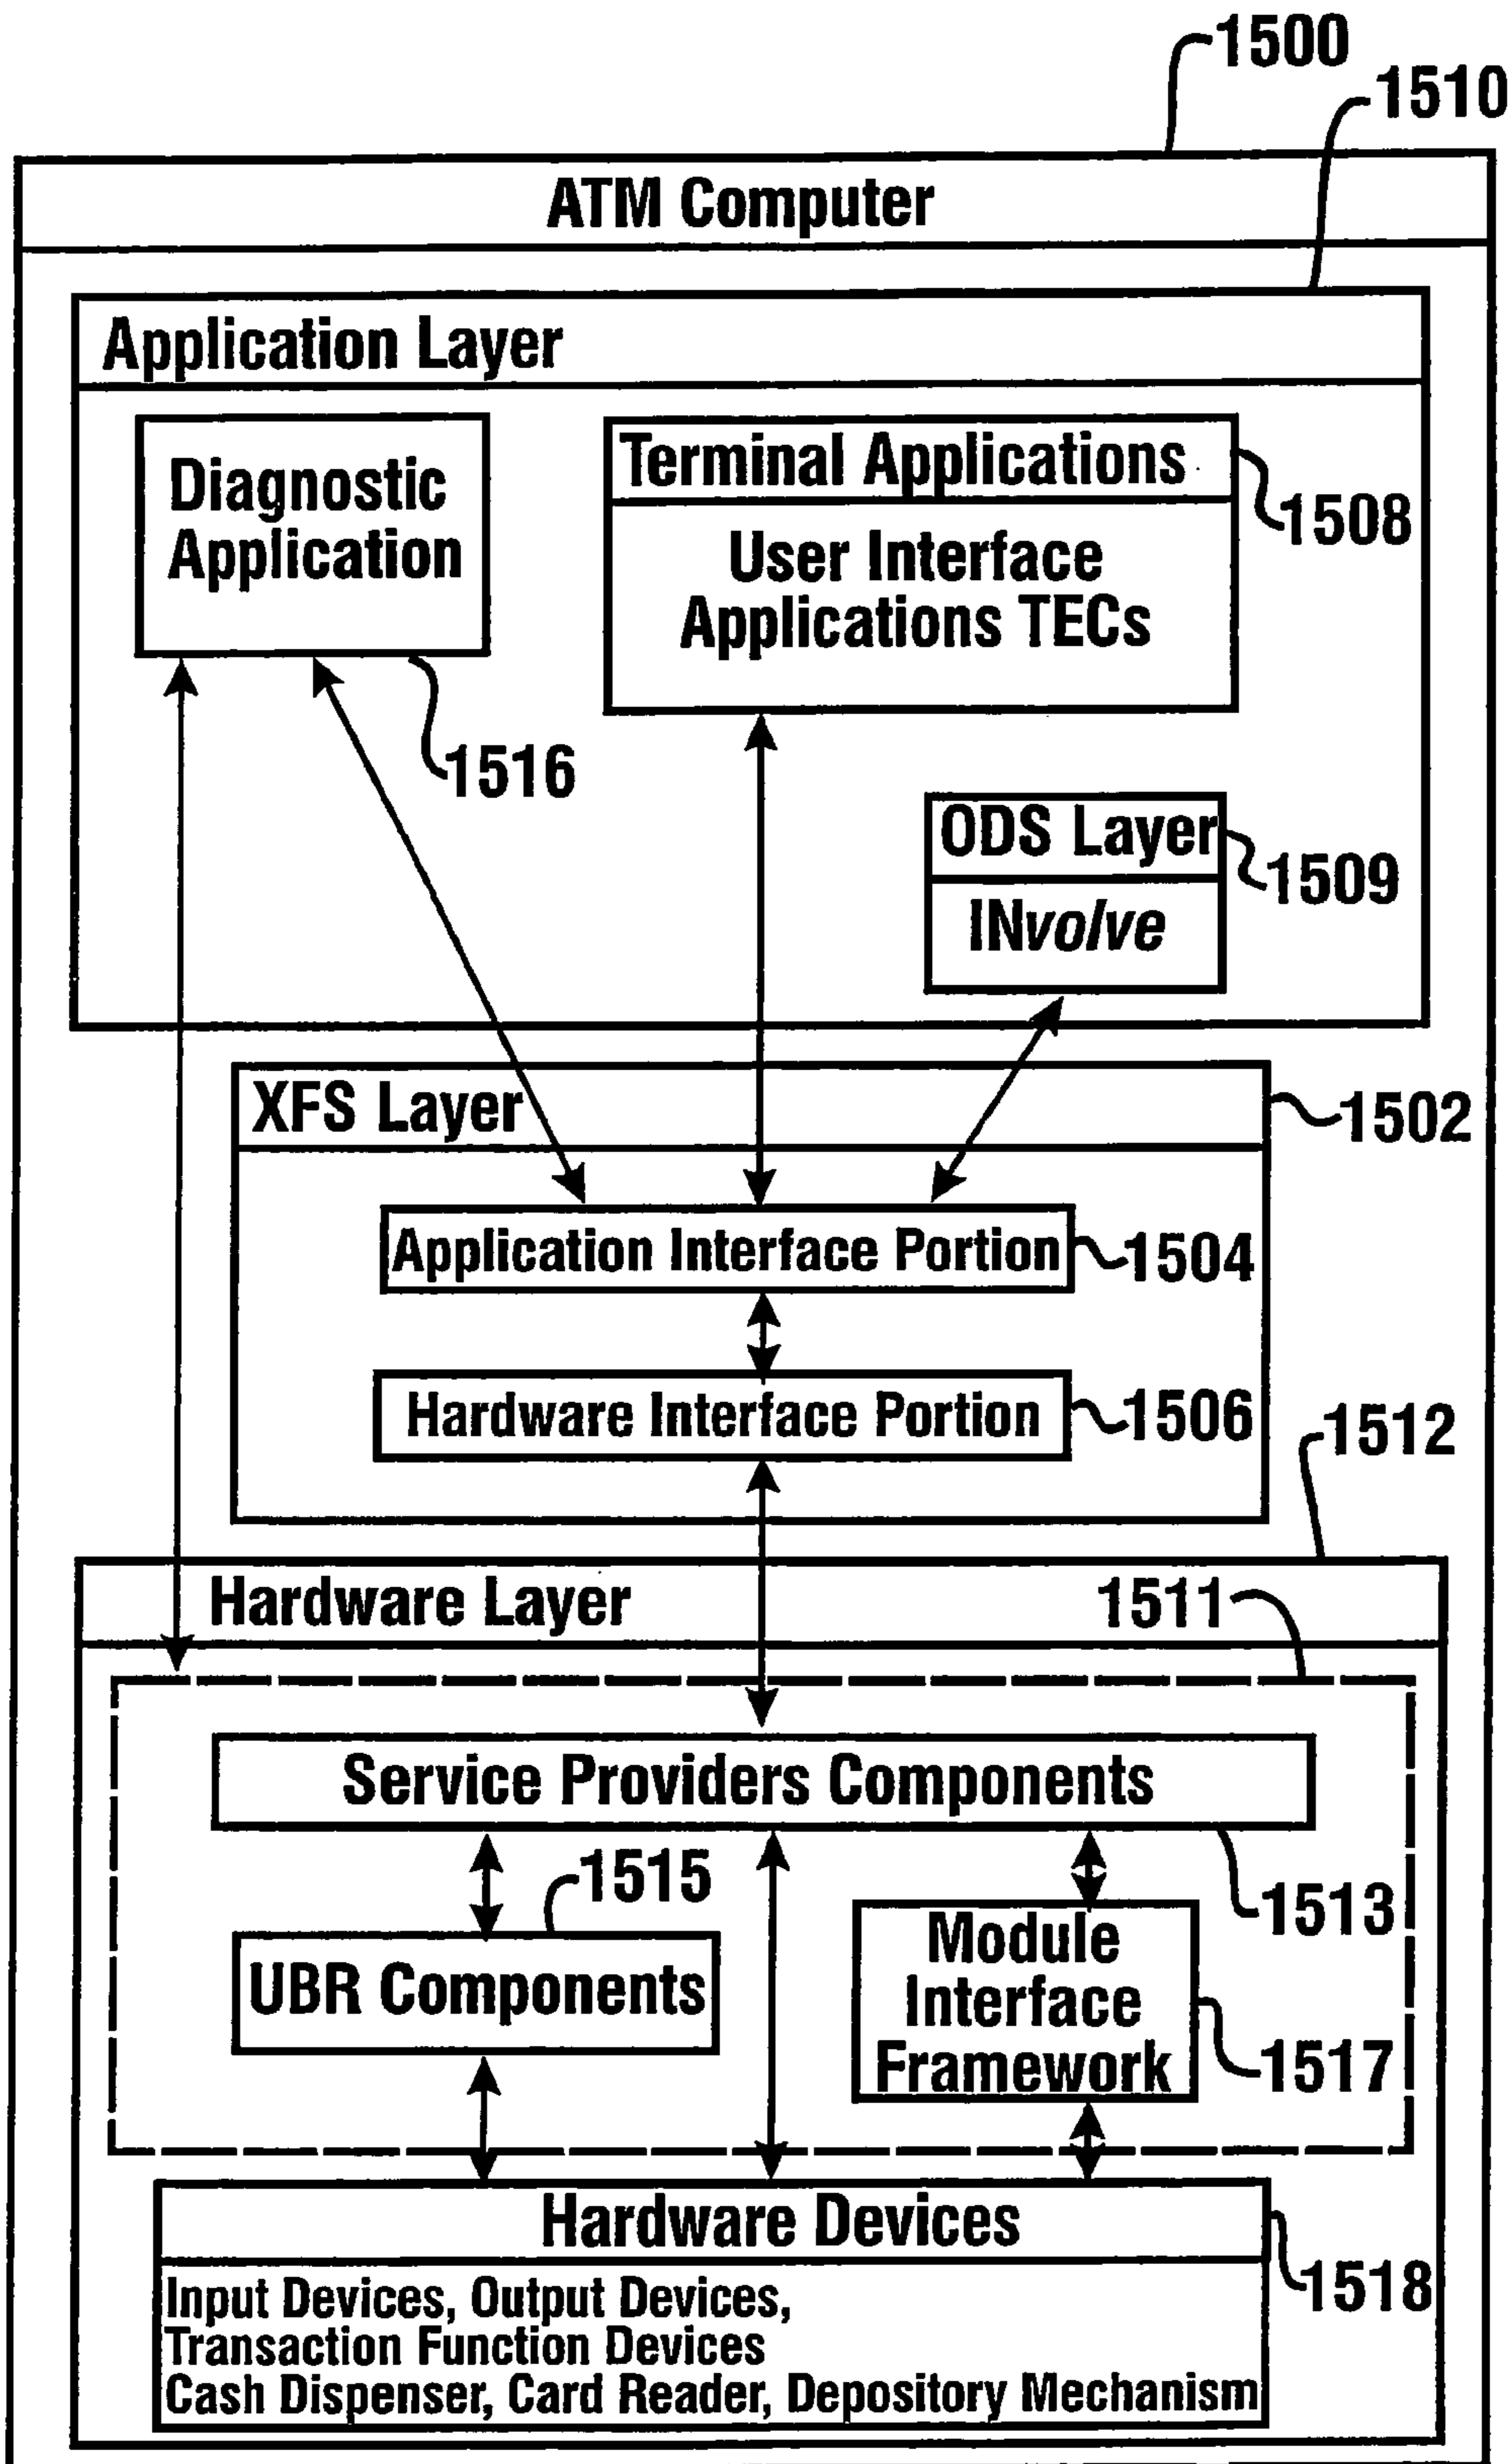 1500
1510
ATM Computer
Application Layer
Diagnostic
Application
Terminal Applications
1508
User Interface
Applications TECs
1516
ODS Layer
1509
INvolve
XFS Layer
1502
Application Interface Portion
1504
Hardware Interface Portion
1506
1512
Hardware Layer
1511
Service Providers Components
1513
1515
UBR Components
Module
Interface
Framework
1517
Hardware Devices
1518
Input Devices, Output Devices,
Transaction Function Devices
Cash Dispenser, Card Reader, Depository Mechanism